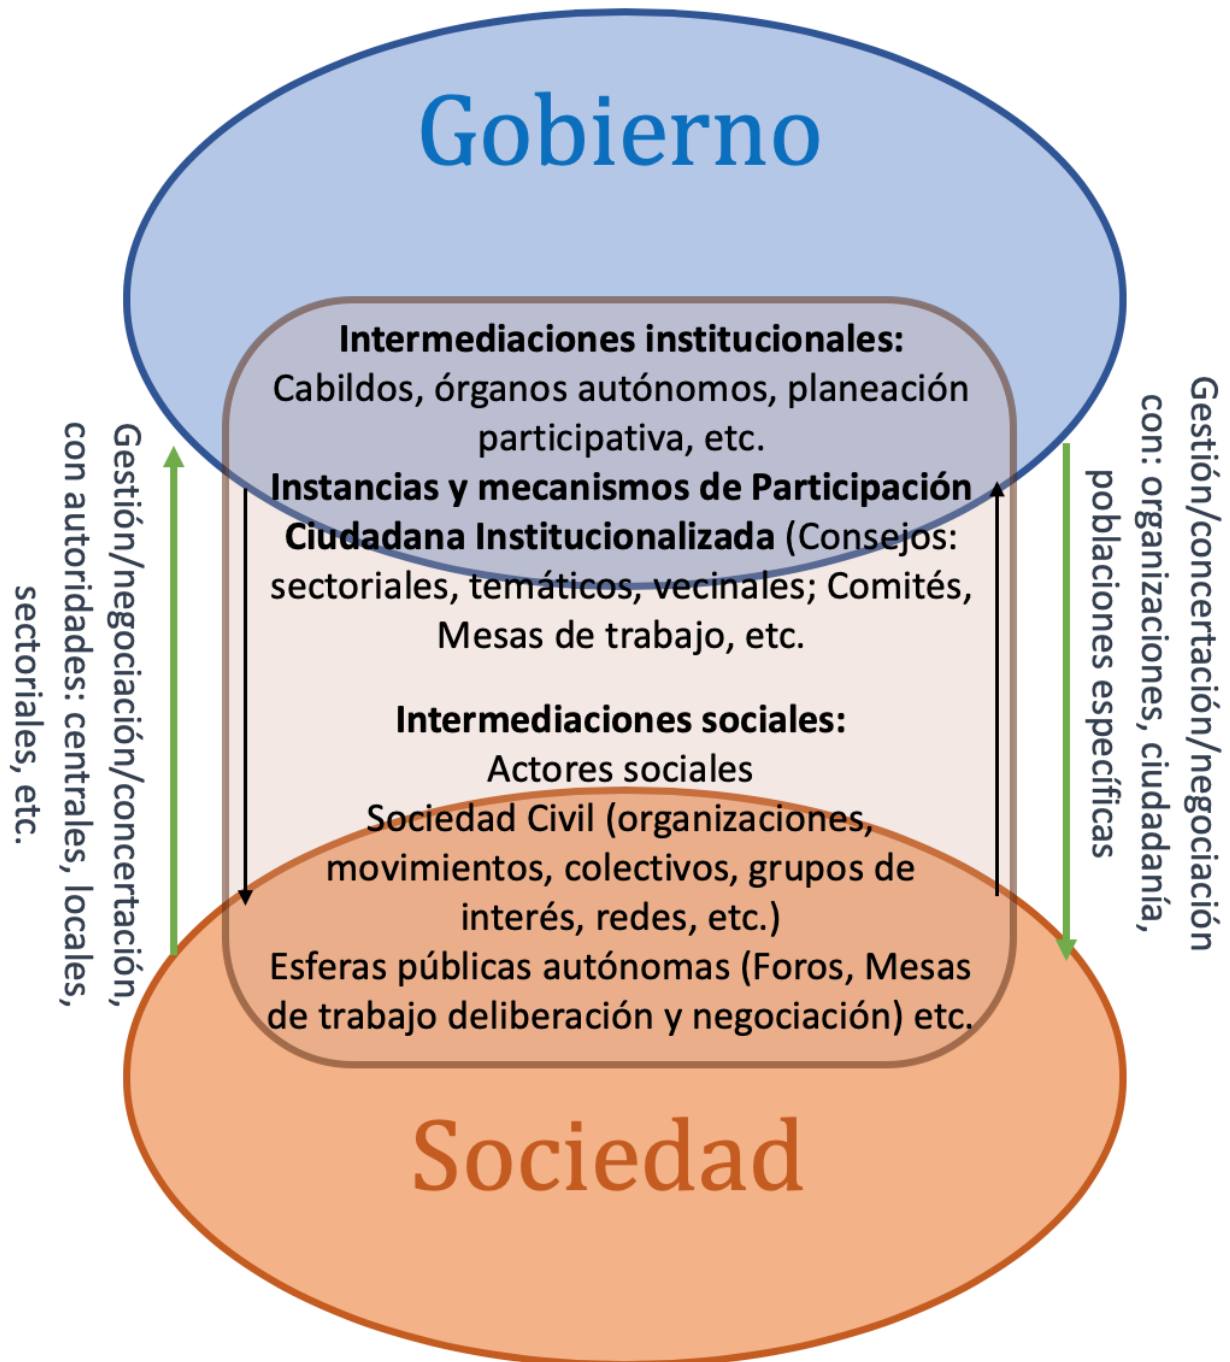 Gobierno
Intermediaciones institucionales:
Cabildos, órganos autónomos, planeación
participativa, etc.
Instancias y mecanismos de Participación
Ciudadana Institucionalizada (Consejos:
sectoriales, temáticos, vecinales; Comités,
Mesas de trabajo, etc.
Intermediaciones sociales:
Actores sociales
Sociedad Civil (organizaciones,
movimientos, colectivos, grupos de
interés, redes, etc.)
Esferas públicas autónomas (Foros, Mesas
de trabajo deliberación y negociación) etc.
Sociedad
Gestión/negociación/concertación,
con autoridades: centrales, locales,
sectoriales, etc.
Gestión/concertación/negociación
con: organizaciones, ciudadanía,
poblaciones específicas